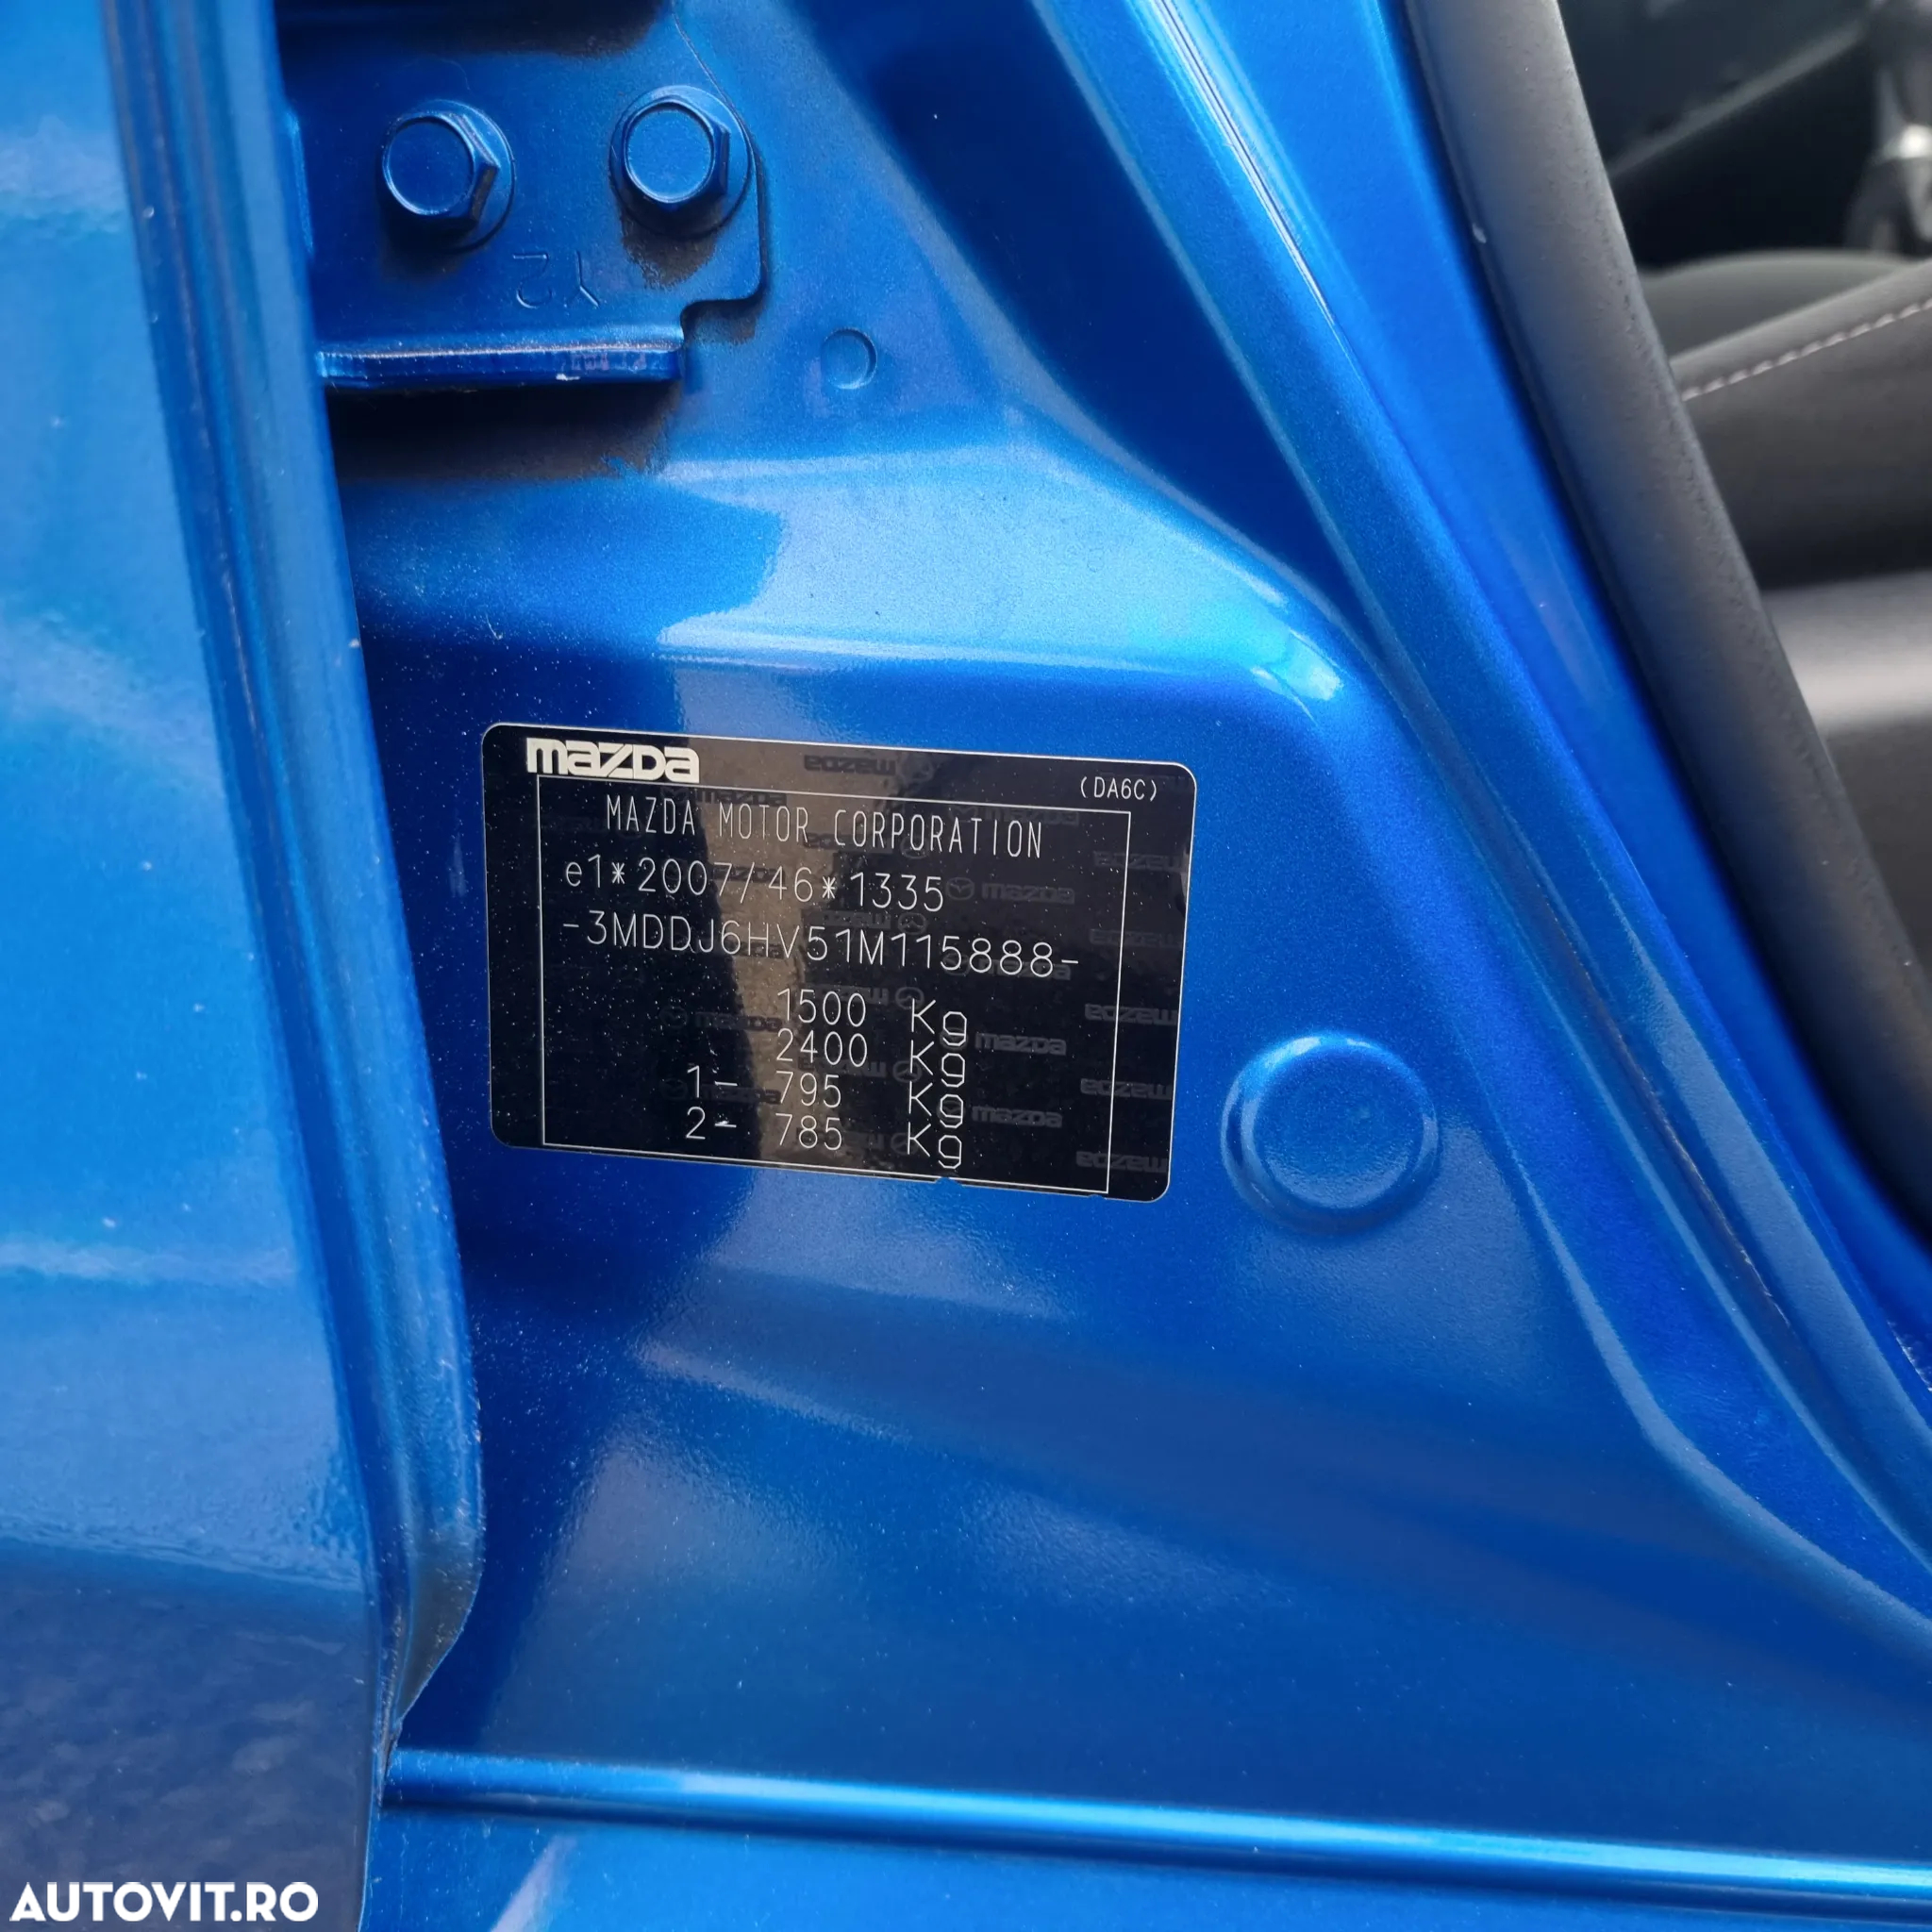 Y2
mazda
(DA6C)
MAZDA MOTOR CORPORATION
e1*2007/46*1335
-3MDDJ6HV51M115888-
1500 Kg
2400 Kg
1- 795 Kg
2- 785 Kg
AUTOVIT.RO